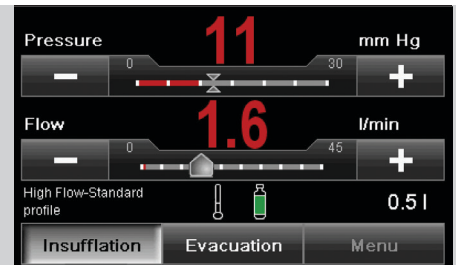 Pressure 11 mm Hg
− 0 30 +
Flow 1.6 l/min
− 0 45 +
High Flow-Standard
profile 0.5 l
Insufflation Evacuation Menu